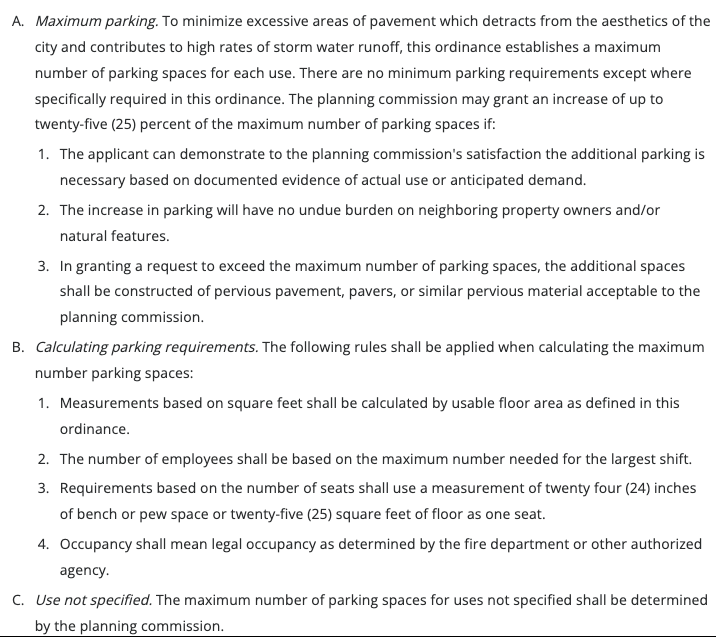 A. Maximum parking. To minimize excessive areas of pavement which detracts from the aesthetics of the
city and contributes to high rates of storm water runoff, this ordinance establishes a maximum
number of parking spaces for each use. There are no minimum parking requirements except where
specifically required in this ordinance. The planning commission may grant an increase of up to
twenty-five (25) percent of the maximum number of parking spaces if:
1. The applicant can demonstrate to the planning commission's satisfaction the additional parking is
necessary based on documented evidence of actual use or anticipated demand.
2. The increase in parking will have no undue burden on neighboring property owners and/or
natural features.
3. In granting a request to exceed the maximum number of parking spaces, the additional spaces
shall be constructed of pervious pavement, pavers, or similar pervious material acceptable to the
planning commission.
B. Calculating parking requirements. The following rules shall be applied when calculating the maximum
number parking spaces:
1. Measurements based on square feet shall be calculated by usable floor area as defined in this
ordinance.
2. The number of employees shall be based on the maximum number needed for the largest shift.
3. Requirements based on the number of seats shall use a measurement of twenty four (24) inches
of bench or pew space or twenty-five (25) square feet of floor as one seat.
4. Occupancy shall mean legal occupancy as determined by the fire department or other authorized
agency.
C. Use not specified. The maximum number of parking spaces for uses not specified shall be determined
by the planning commission.